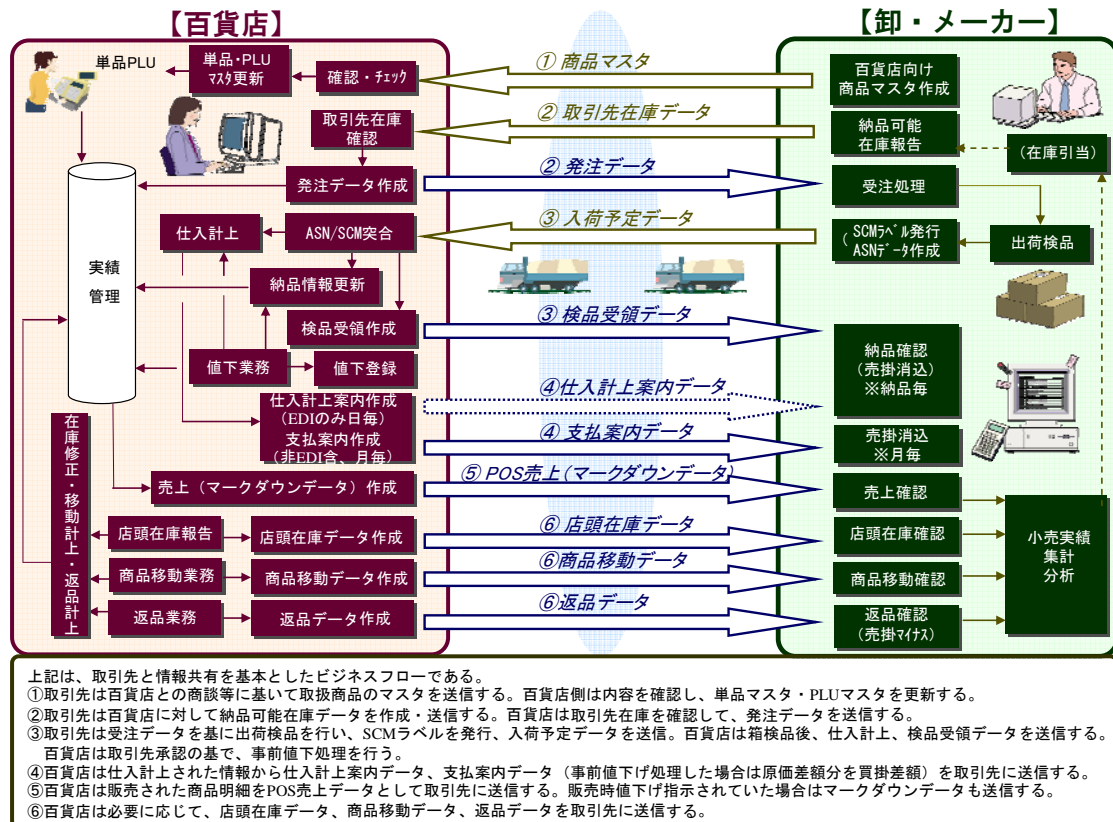 【百貨店】
【卸・メーカー】
単品PLU
単品・PLU
ﾏｽﾀ更新
確認・ﾁｪｯｸ
① 商品マスタ
百貨店向け
商品マスタ作成
取引先在庫
確認
② 取引先在庫データ
納品可能
在庫報告
(在庫引当)
発注データ作成
② 発注データ
受注処理
仕入計上
ASN/SCM突合
③ 入荷予定データ
(SCMﾗﾍﾞﾙ発行
ASNﾃﾞｰﾀ作成
出荷検品
実績
管理
納品情報更新
検品受領作成
③ 検品受領データ
納品確認
(売掛消込)
※納品毎
値下業務
値下登録
仕入計上案内作成
(EDIのみ日毎)
支払案内作成
(非EDI含、月毎)
④仕入計上案内データ
④ 支払案内データ
売掛消込
※月毎
在庫修正・移動計上・返品計上
売上（マークダウンデータ）作成
⑤ POS売上(マークダウンデータ)
売上確認
店頭在庫報告
店頭在庫データ作成
⑥ 店頭在庫データ
店頭在庫確認
小売実績
集計
分析
商品移動業務
商品移動データ作成
⑥商品移動データ
商品移動確認
返品業務
返品データ作成
⑥返品データ
返品確認
(売掛ﾏｲﾅｽ)
上記は、取引先と情報共有を基本としたビジネスフローである。
①取引先は百貨店との商談等に基いて取扱商品のマスタを送信する。百貨店側は内容を確認し、単品マスタ・PLUマスタを更新する。
②取引先は百貨店に対して納品可能在庫データを作成・送信する。百貨店は取引先在庫を確認して、発注データを送信する。
③取引先は受注データを基に出荷検品を行い、SCMラベルを発行、入荷予定データを送信。百貨店は箱検品後、仕入計上、検品受領データを送信する。
百貨店は取引先承認の基で、事前値下処理を行う。
④百貨店は仕入計上された情報から仕入計上案内データ、支払案内データ（事前値下げ処理した場合は原価差額分を買掛差額）を取引先に送信する。
⑤百貨店は販売された商品明細をPOS売上データとして取引先に送信する。販売時値下げ指示されていた場合はマークダウンデータも送信する。
⑥百貨店は必要に応じて、店頭在庫データ、商品移動データ、返品データを取引先に送信する。